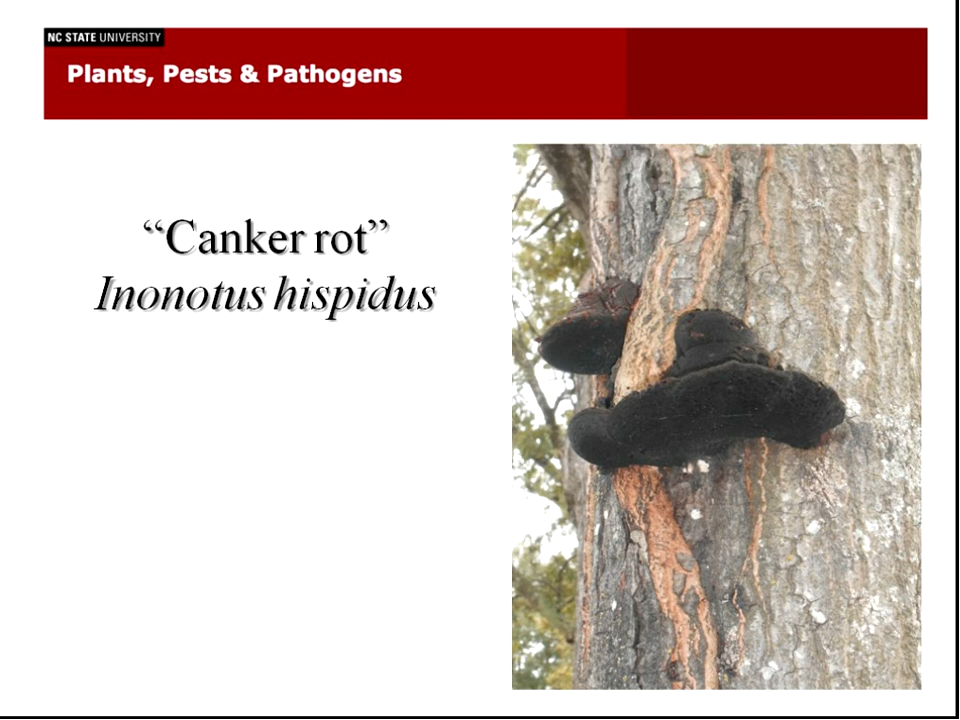 NC STATE UNIVERSITY
Plants, Pests & Pathogens
“Canker rot”
Inonotus hispidus